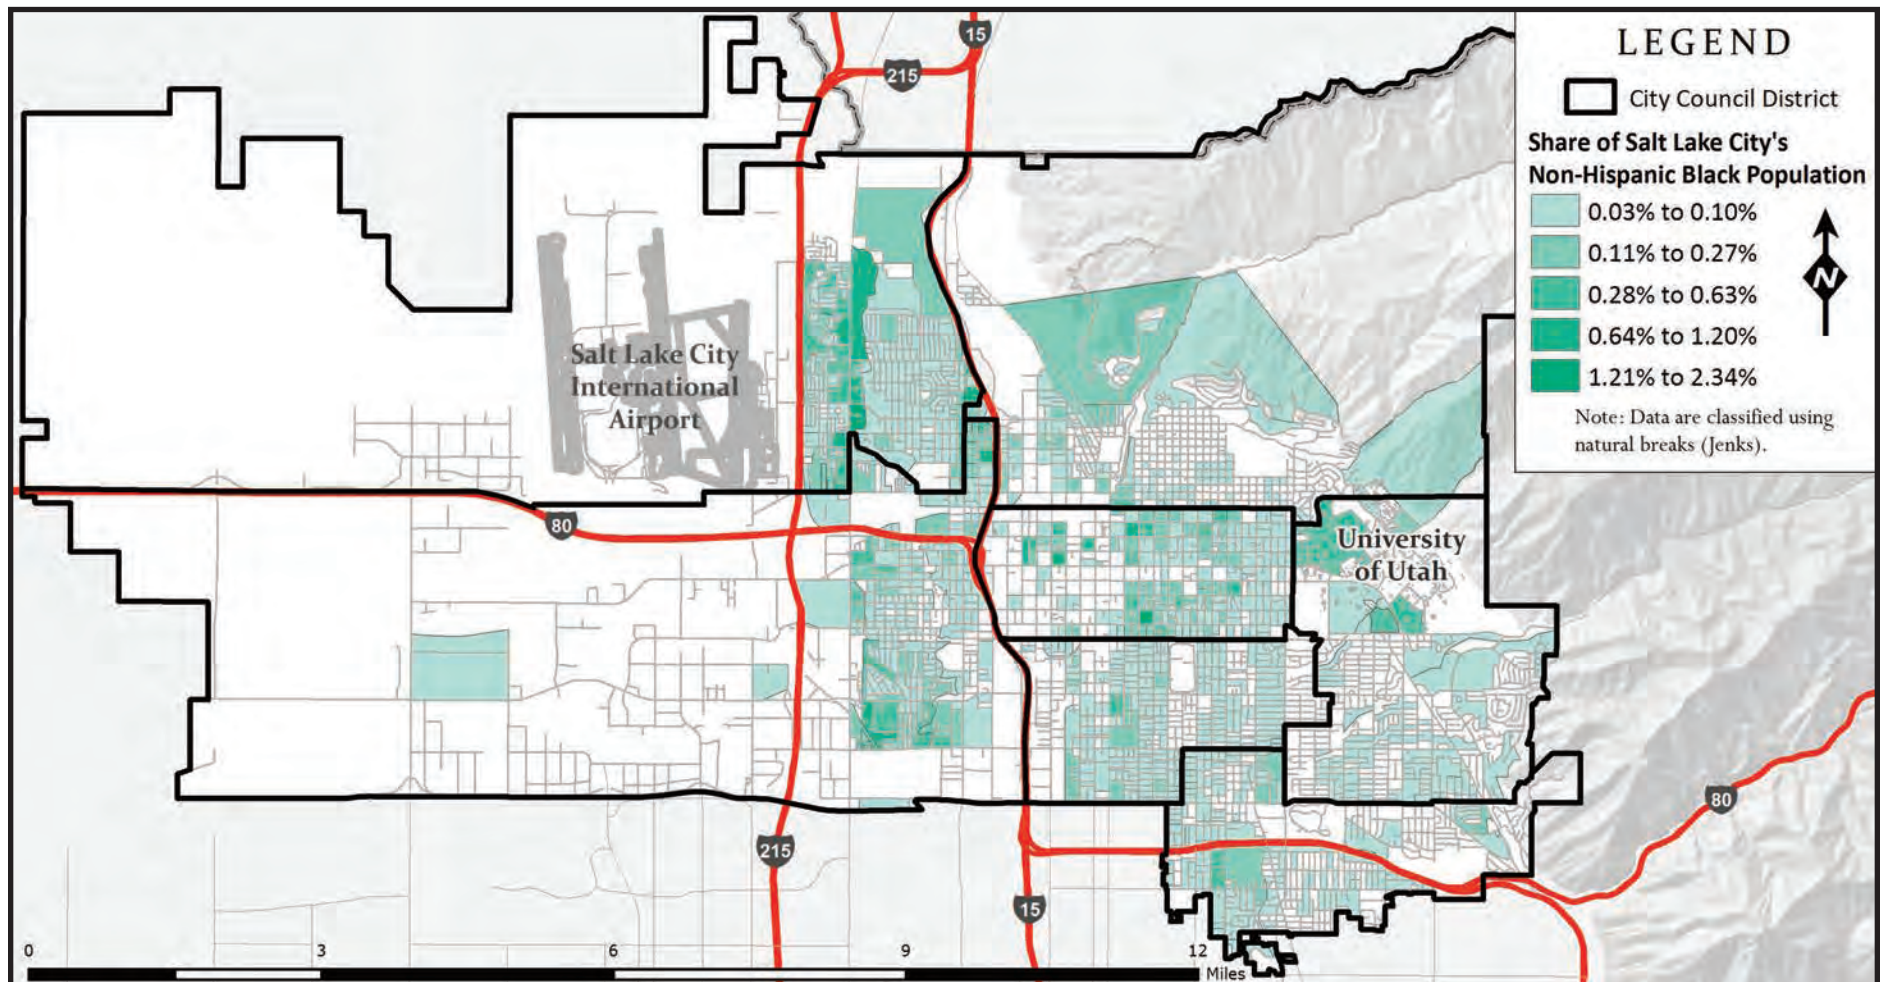 15
215
LEGEND
City Council District
Share of Salt Lake City's
Non-Hispanic Black Population
0.03% to 0.10%
0.11% to 0.27%
0.28% to 0.63%
0.64% to 1.20%
1.21% to 2.34%
N
Note: Data are classified using
natural breaks (Jenks).
Salt Lake City
International
Airport
80
University
of Utah
80
215
15
0 3 6 9 12
Miles